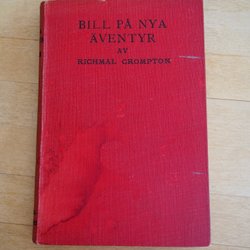 BILL PÅ NYA
ÄVENTYR
AV
RICHMAL CROMPTON